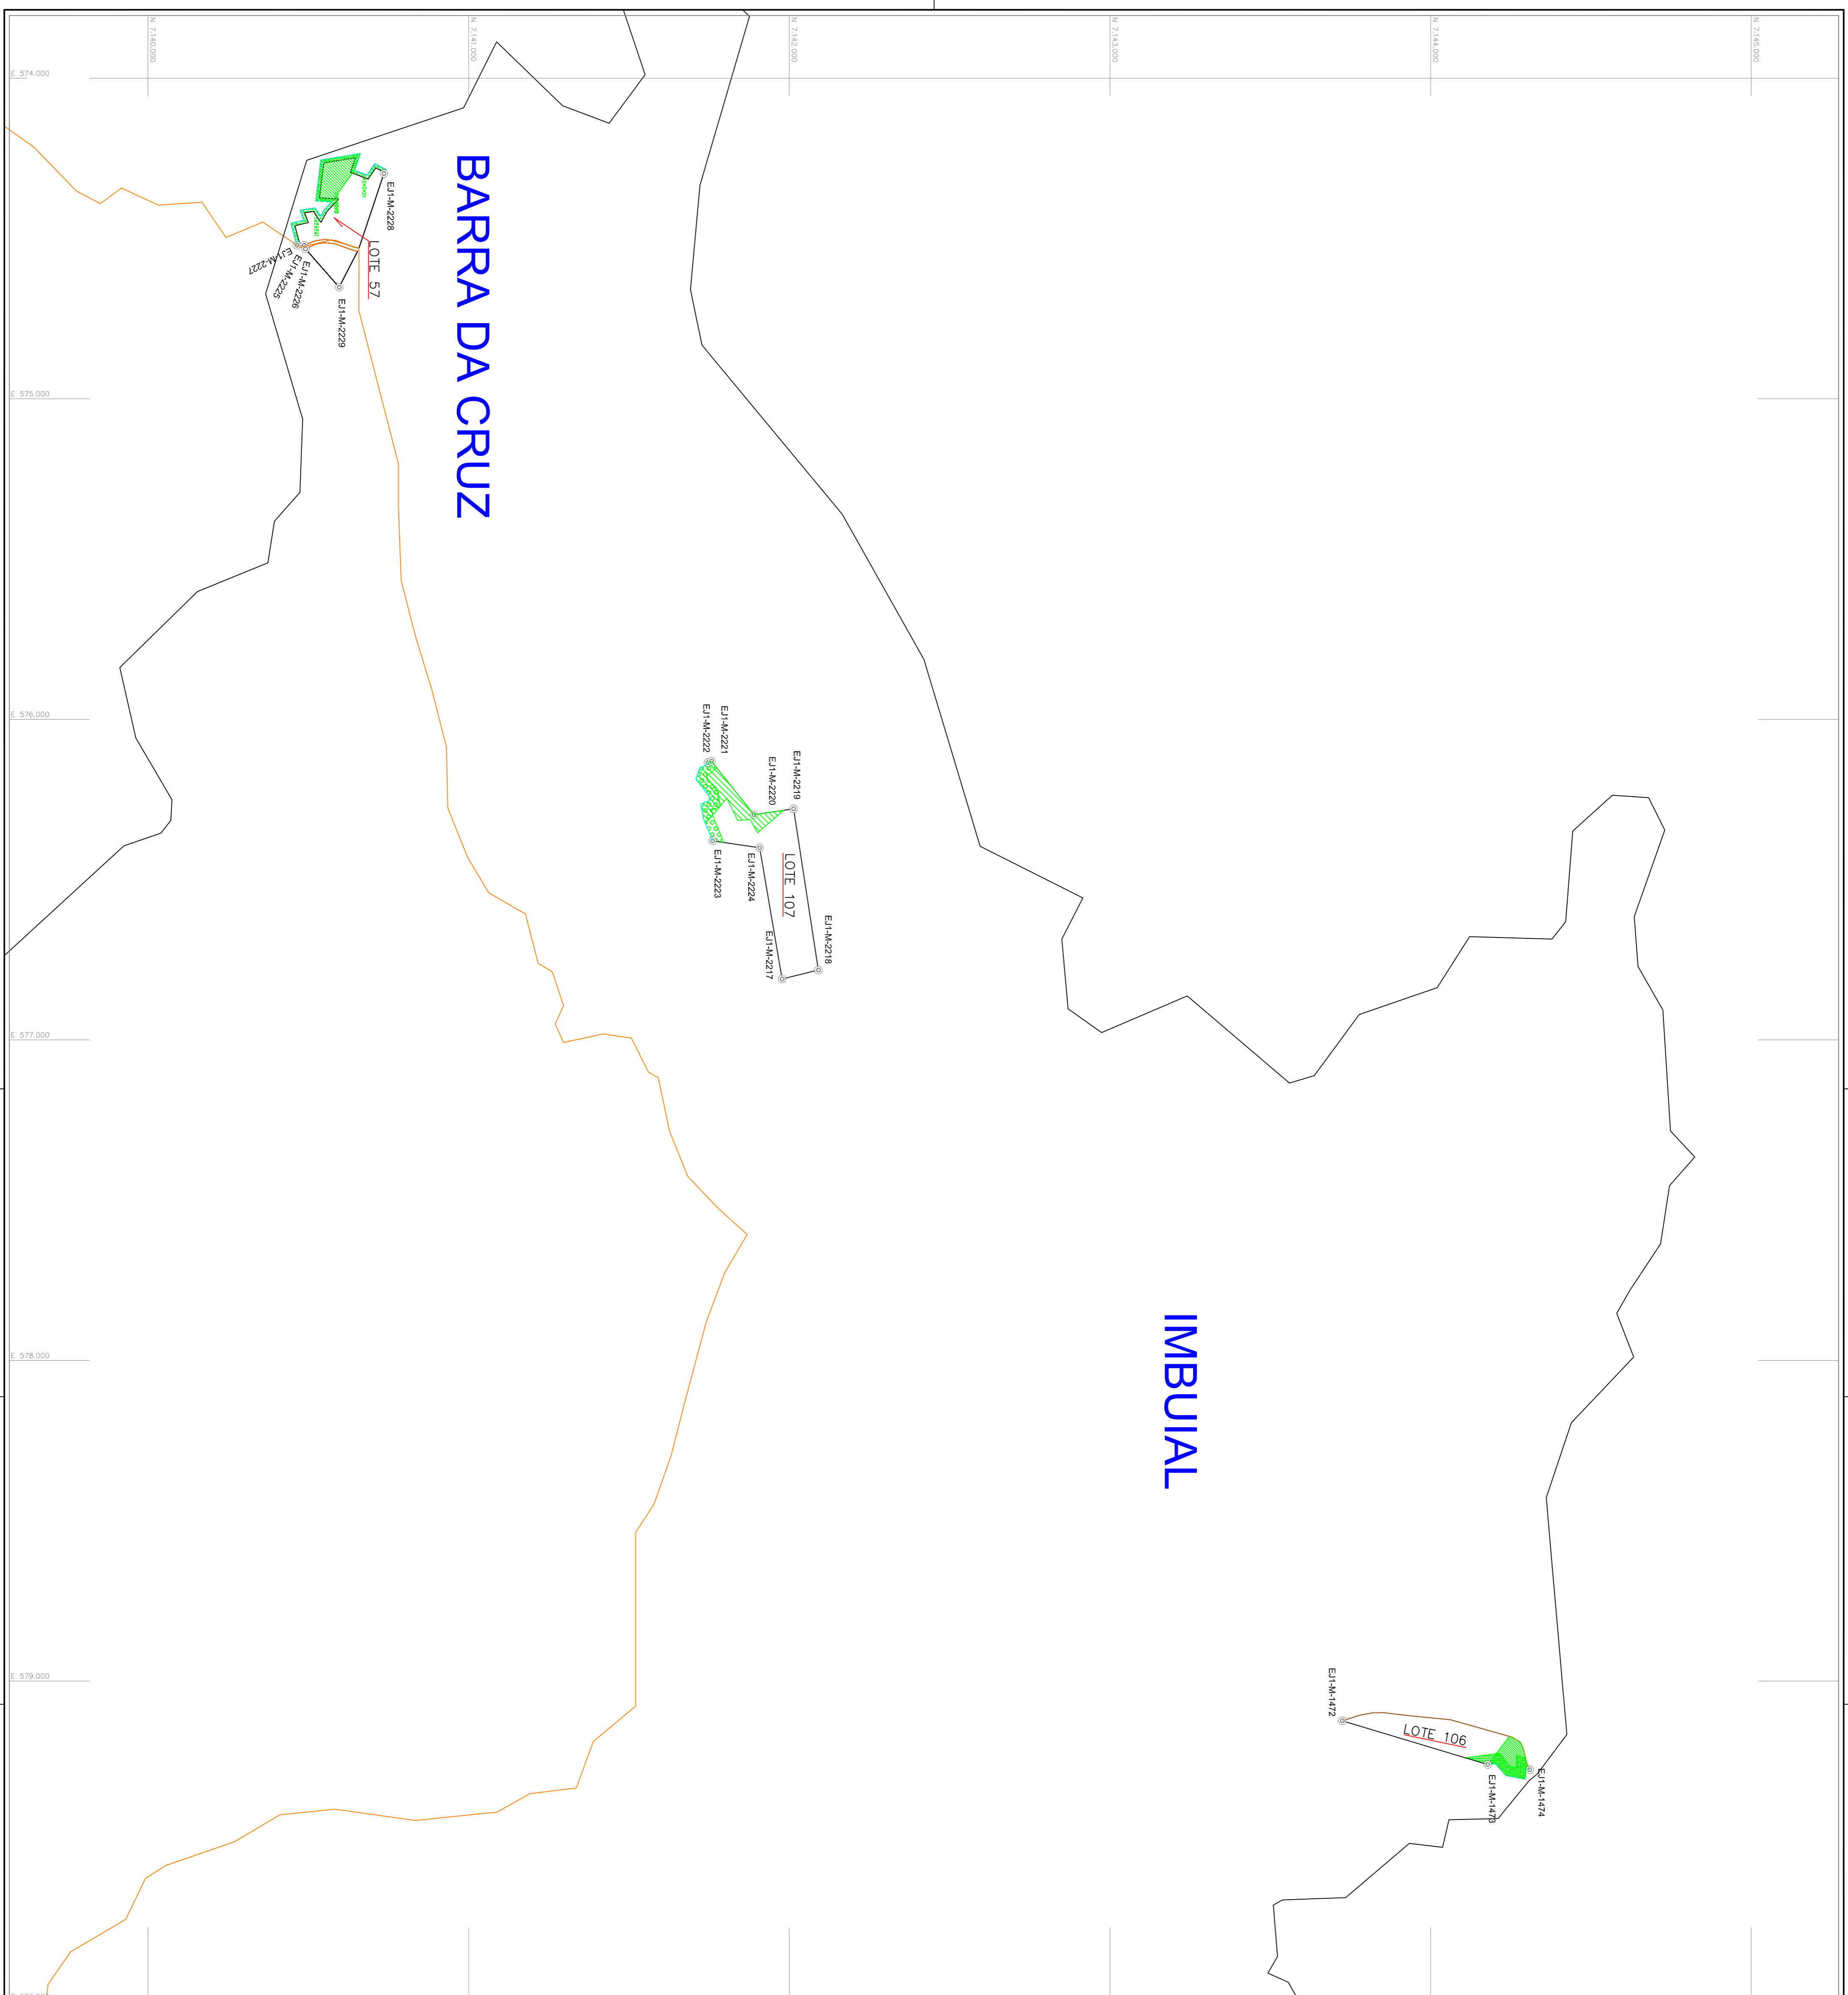 N 7.140.000
N 7.141.000
N 7.142.000
N 7.143.000
N 7.144.000
N 7.145.000
E 574.000
E 575.000
E 576.000
E 577.000
E 578.000
E 579.000
BARRA DA CRUZ
IMBUIAL
LOTE 57
EJ1-M-2228
EJ1-M-2229
EJ1-M-2226
EJ1-M-2225
EJ1-M-2227
LOTE 107
EJ1-M-2219
EJ1-M-2220
EJ1-M-2221
EJ1-M-2222
EJ1-M-2223
EJ1-M-2224
EJ1-M-2218
EJ1-M-2217
LOTE 106
EJ1-M-1472
EJ1-M-1473
EJ1-M-1474